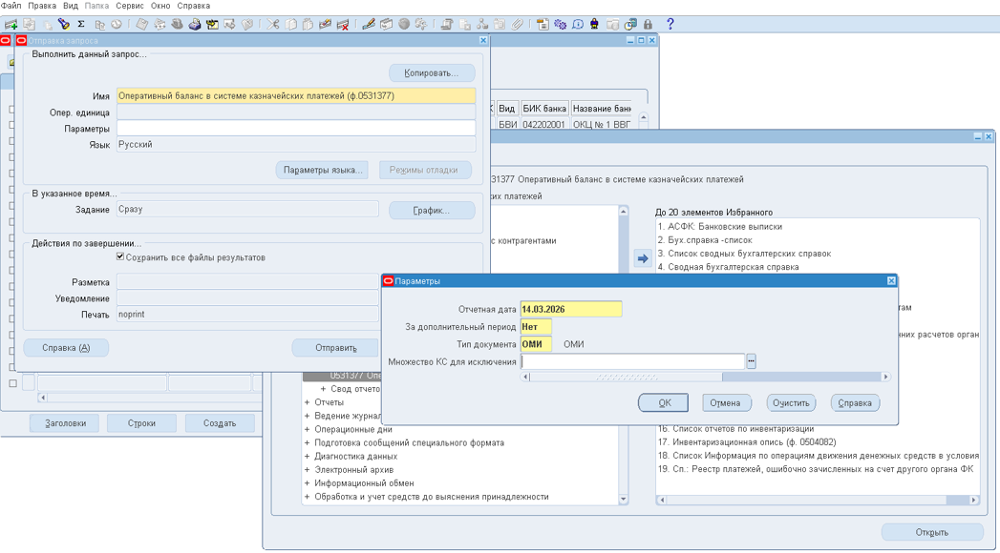 Файл Правка Вид Папка Сервис Окно Справка
Отправка запроса
Выполнить данный запрос...
Копировать...
Имя Оперативный баланс в системе казначейских платежей (ф.0531377)
Опер. единица
Параметры
Язык Русский
Параметры языка... Режимы отладки
В указанное время...
Задание Сразу График...
Действия по завершении...
Сохранить все файлы результатов
Разметка
Уведомление
Печать noprint
Справка (А) Отправить
Заголовки Строки Создать
Вид БИК банка Название банк
БВИ 042202001 ОКЦ № 1 ВВГ
31377 Оперативный баланс в системе казначейских платежей
их платежей
с контрагентами
До 20 элементов Избранного
1. АСФК: Банковские выписки
2. Бух.справка -список
3. Список сводных бухгалтерских справок
4. Сводная бухгалтерская справка
там
нних расчетов орган
Параметры
Отчетная дата 14.03.2026
За дополнительный период Нет
Тип документа ОМИ ОМИ
Множество КС для исключения
ОК Отмена Очистить Справка
0531377 Опе
+ Свод отчето
+ Отчеты
+ Ведение журнал
+ Операционные дни
+ Подготовка сообщений специального формата
+ Диагностика данных
+ Электронный архив
+ Информационный обмен
+ Обработка и учет средств до выяснения принадлежности
16. Список отчетов по инвентаризации
17. Инвентаризационная опись (ф. 0504082)
18. Список Информация по операциям движения денежных средств в условия
19. Сп.: Реестр платежей, ошибочно зачисленных на счет другого органа ФК
Открыть